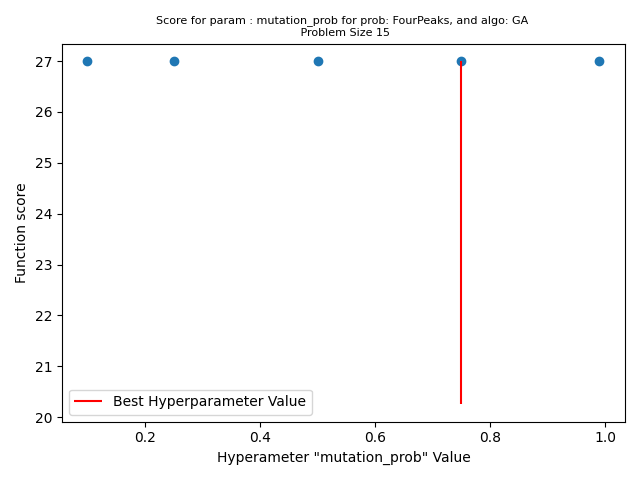 Score for param : mutation_prob for prob: FourPeaks, and algo: GA
Problem Size 15
27
26
25
24
23
22
21
20
Function score
Best Hyperparameter Value
0.2
0.4
0.6
0.8
1.0
Hyperameter "mutation_prob" Value